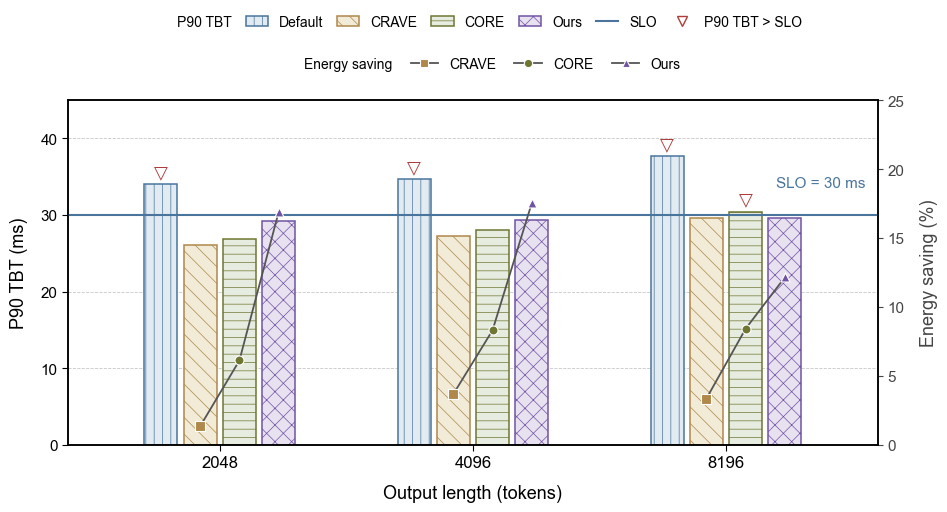 P90 TBT Default CRAVE CORE Ours SLO P90 TBT > SLO
Energy saving CRAVE CORE Ours
P90 TBT (ms)
40
30
20
10
0
25
20
15
10
5
0
Energy saving (%)
SLO = 30 ms
2048 4096 8196
Output length (tokens)